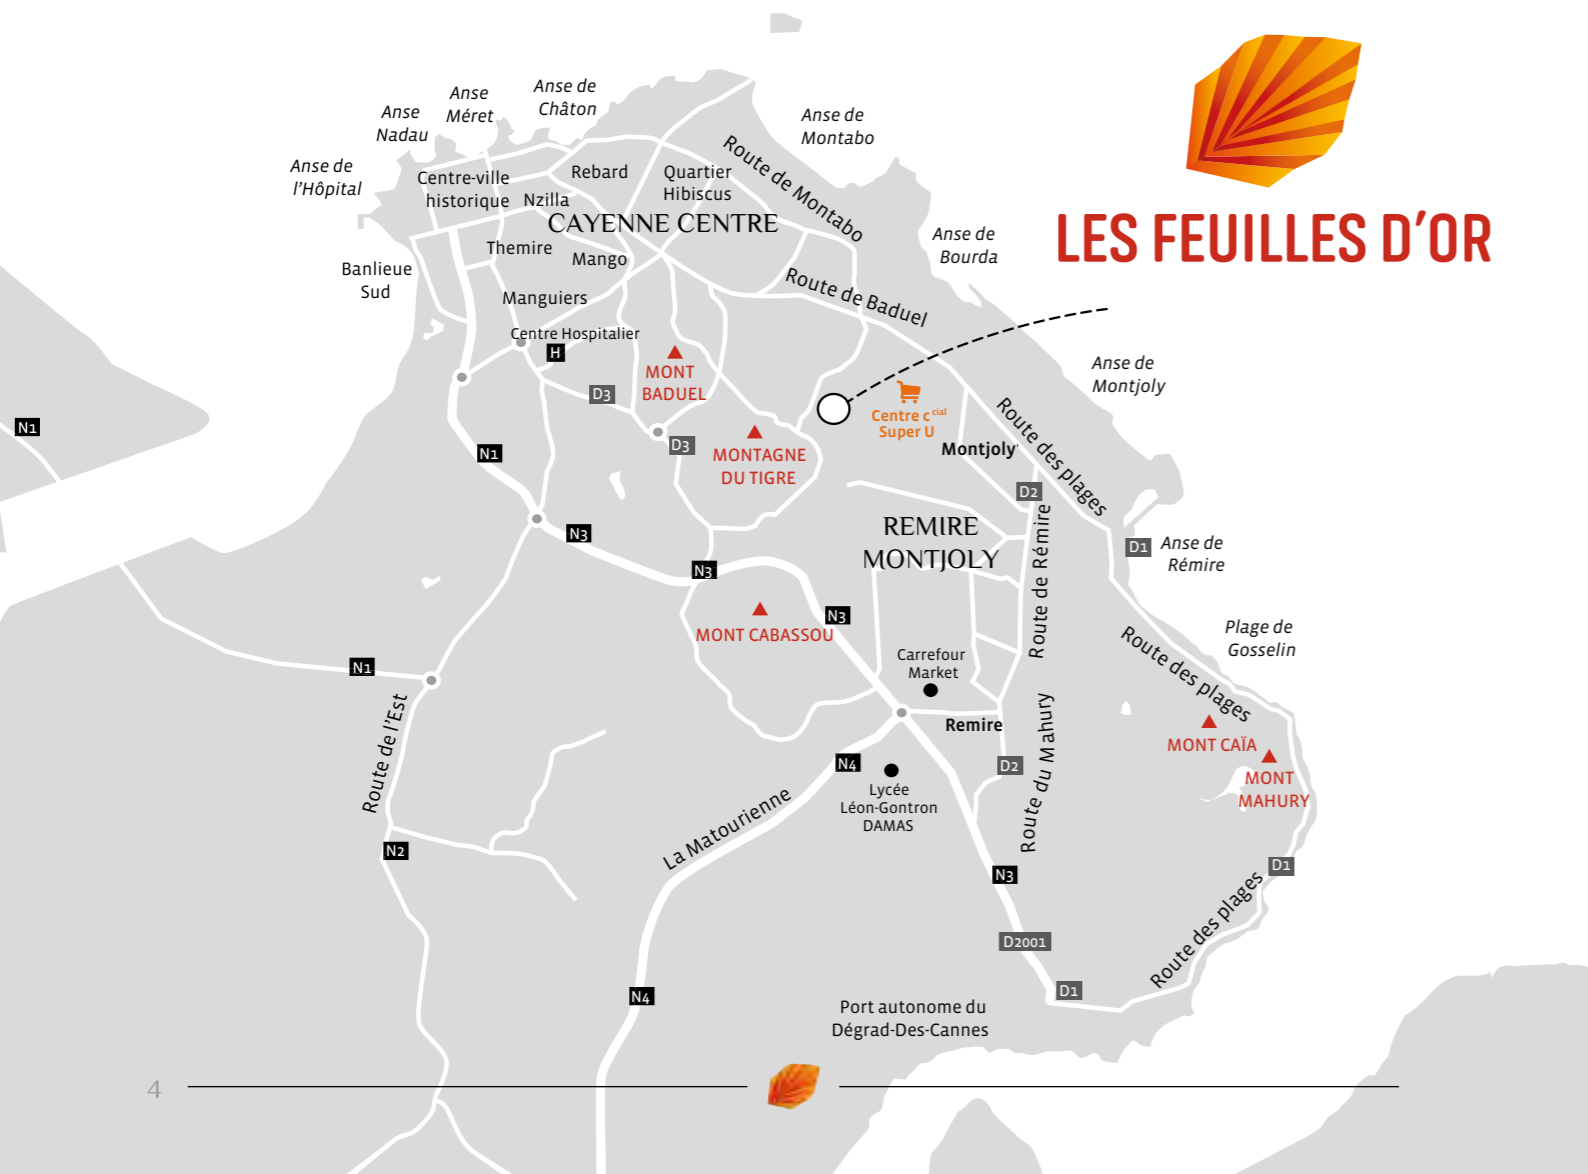 LES FEUILLES D'OR
Anse de
Châton
Anse
Méret
Anse
Nadau
Anse de
l'Hôpital
Anse de
Montabo
Anse de
Bourda
Anse de
Montjoly
Anse de
Rémire
Plage de
Gosselin
Centre-ville
historique
Nzilla
Rebard
Quartier
Hibiscus
CAYENNE CENTRE
Themire
Mango
Banlieue
Sud
Manguiers
Centre Hospitalier
H
Route de Montabo
Route de Baduel
MONT
BADUEL
D3
D3
MONTAGNE
DU TIGRE
Centre c cial
Super U
Montjoly
Route des plages
D2
D1
N1
N1
N3
N3
N3
REMIRE
MONTJOLY
Route de Rémire
MONT CABASSOU
Carrefour
Market
Remire
Route des plages
MONT CAÏA
MONT
MAHURY
N1
Route de l'Est
N2
N4
Lycée
Léon-Gontron
DAMAS
D2
Route du Mahury
La Matourienne
N3
D1
Route des plages
D2001
D1
N4
Port autonome du
Dégrad-Des-Cannes
4